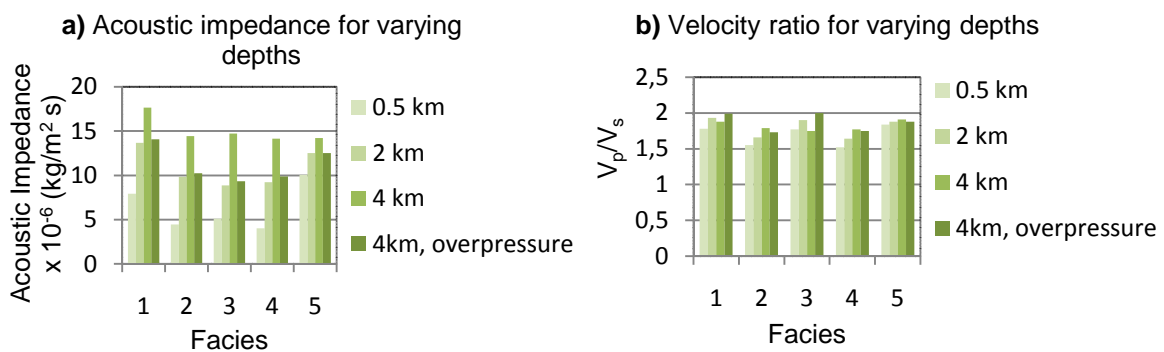 a) Acoustic impedance for varying
depths
Acoustic Impedance
x 10⁻⁶ (kg/m² s)
20
15
10
5
0
1 2 3 4 5
Facies
0.5 km
2 km
4 km
4km, overpressure
b) Velocity ratio for varying depths
Vp/Vs
2,5
2
1,5
1
0,5
0
1 2 3 4 5
Facies
0.5 km
2 km
4 km
4km, overpressure